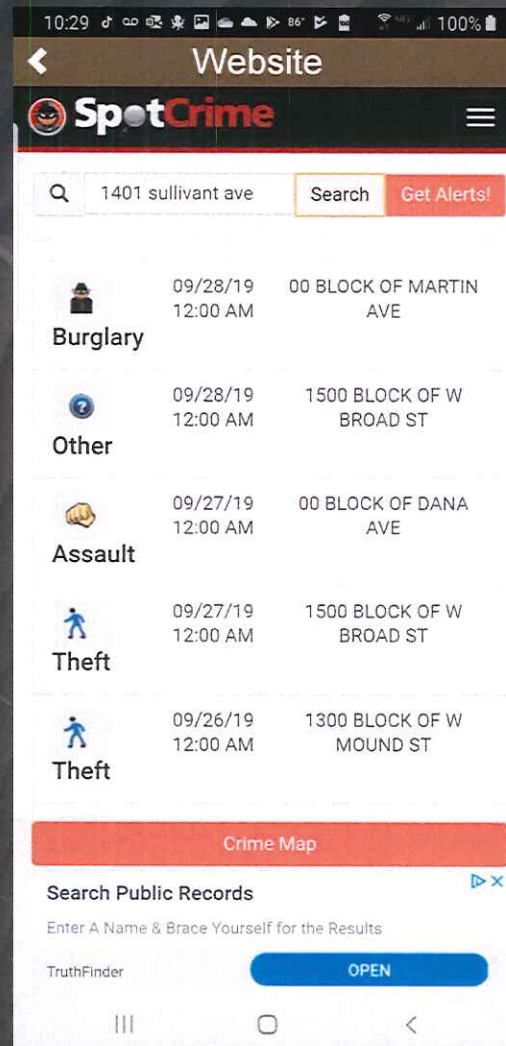 10:29 86° 100%
Website
SpotCrime
1401 sullivant ave Search Get Alerts!
09/28/19 00 BLOCK OF MARTIN
12:00 AM AVE
Burglary
09/28/19 1500 BLOCK OF W
12:00 AM BROAD ST
Other
09/27/19 00 BLOCK OF DANA
12:00 AM AVE
Assault
09/27/19 1500 BLOCK OF W
12:00 AM BROAD ST
Theft
09/26/19 1300 BLOCK OF W
12:00 AM MOUND ST
Theft
Crime Map
Search Public Records
Enter A Name & Brace Yourself for the Results
TruthFinder OPEN